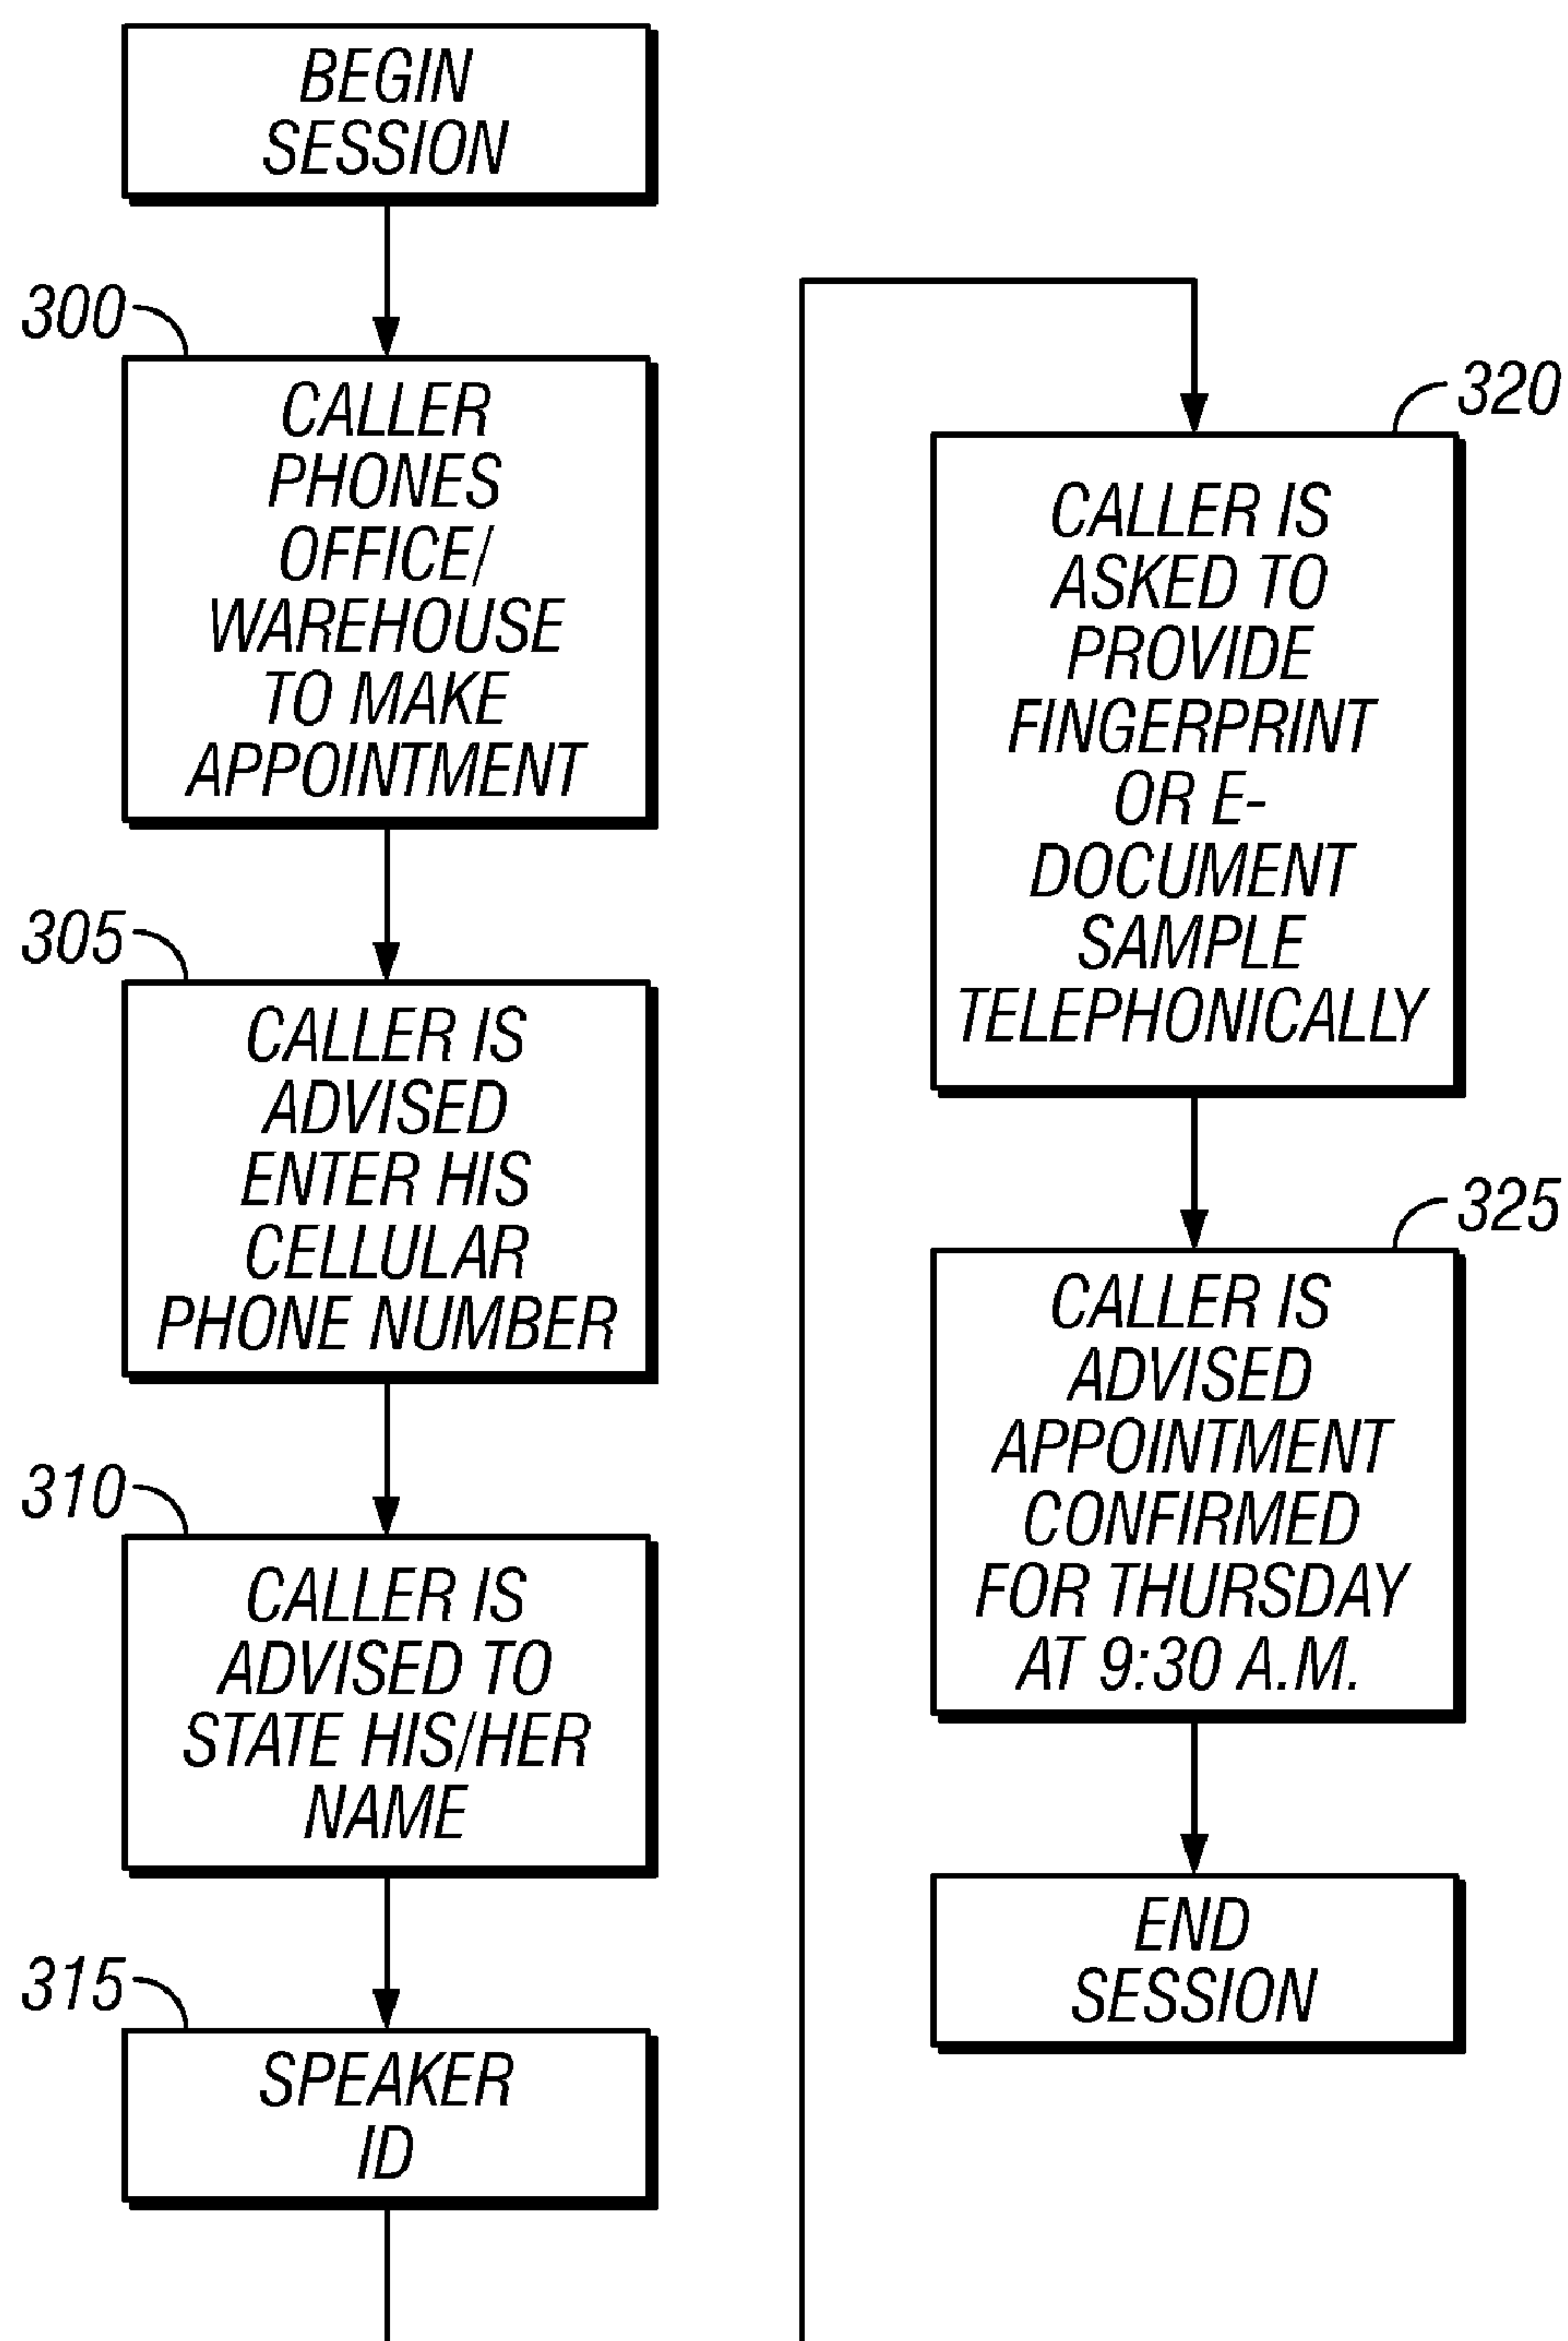 BEGIN
SESSION
300
CALLER
PHONES
OFFICE/
WAREHOUSE
TO MAKE
APPOINTMENT
305
CALLER IS
ADVISED
ENTER HIS
CELLULAR
PHONE NUMBER
310
CALLER IS
ADVISED TO
STATE HIS/HER
NAME
315
SPEAKER
ID
320
CALLER IS
ASKED TO
PROVIDE
FINGERPRINT
OR E-
DOCUMENT
SAMPLE
TELEPHONICALLY
325
CALLER IS
ADVISED
APPOINTMENT
CONFIRMED
FOR THURSDAY
AT 9:30 A.M.
END
SESSION